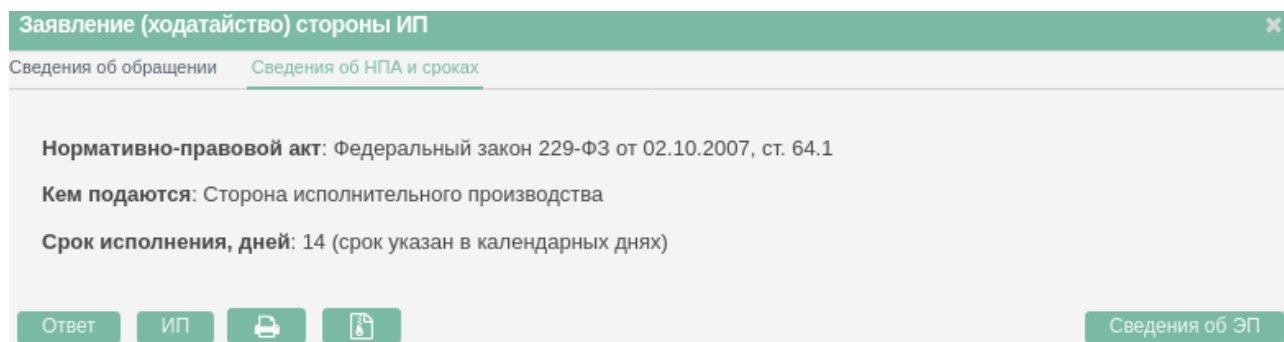 Заявление (ходатайство) стороны ИП
Сведения об обращении Сведения об НПА и сроках
Нормативно-правовой акт: Федеральный закон 229-ФЗ от 02.10.2007, ст. 64.1
Кем подаются: Сторона исполнительного производства
Срок исполнения, дней: 14 (срок указан в календарных днях)
Ответ ИП Сведения об ЭП